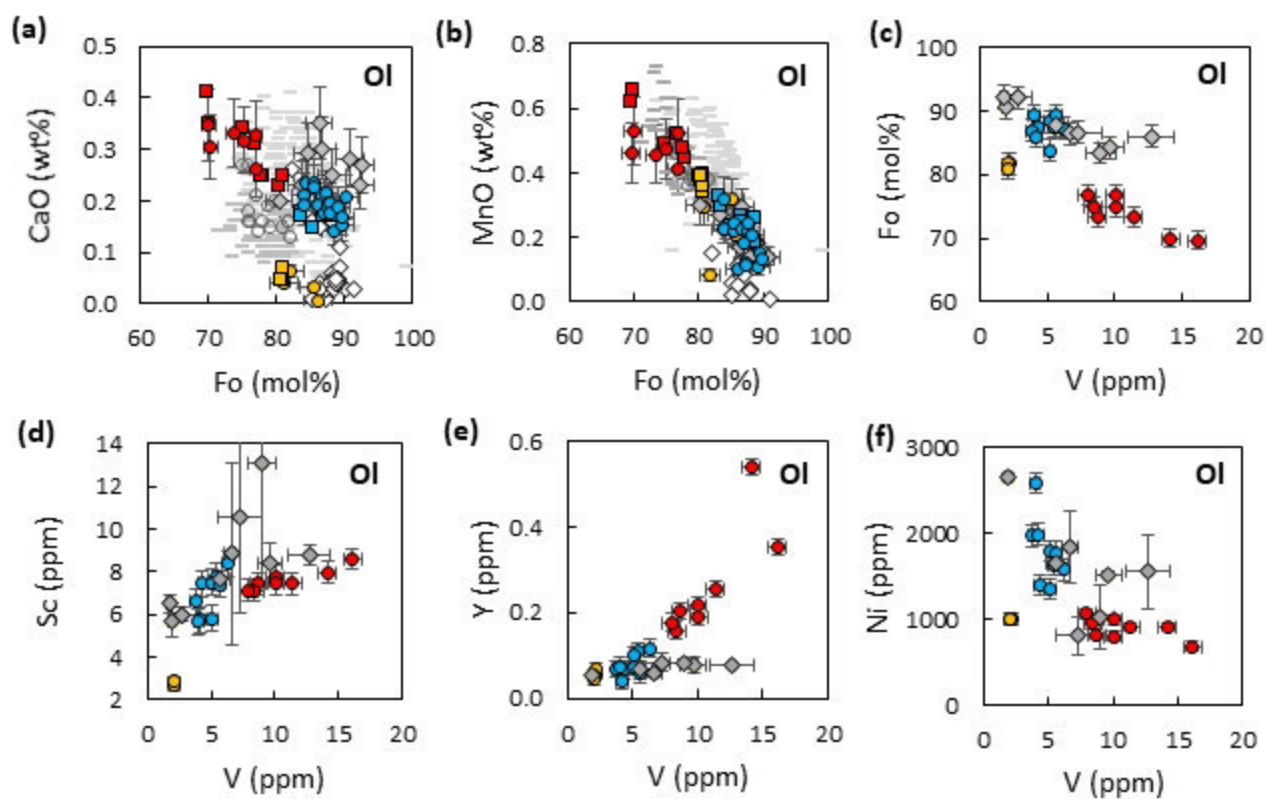 (a)
0.5
0.4
0.3
0.2
0.1
0.0
CaO (wt%)
Ol
60 70 80 90 100
Fo (mol%)
(b)
0.8
0.6
0.4
0.2
0.0
MnO (wt%)
Ol
60 70 80 90 100
Fo (mol%)
(c)
100
90
80
70
60
Fo (mol%)
Ol
0 5 10 15 20
V (ppm)
(d)
14
12
10
8
6
4
2
Sc (ppm)
Ol
0 5 10 15 20
V (ppm)
(e)
0.6
0.4
0.2
0.0
Y (ppm)
Ol
0 5 10 15 20
V (ppm)
(f)
3000
2000
1000
0
Ni (ppm)
Ol
0 5 10 15 20
V (ppm)